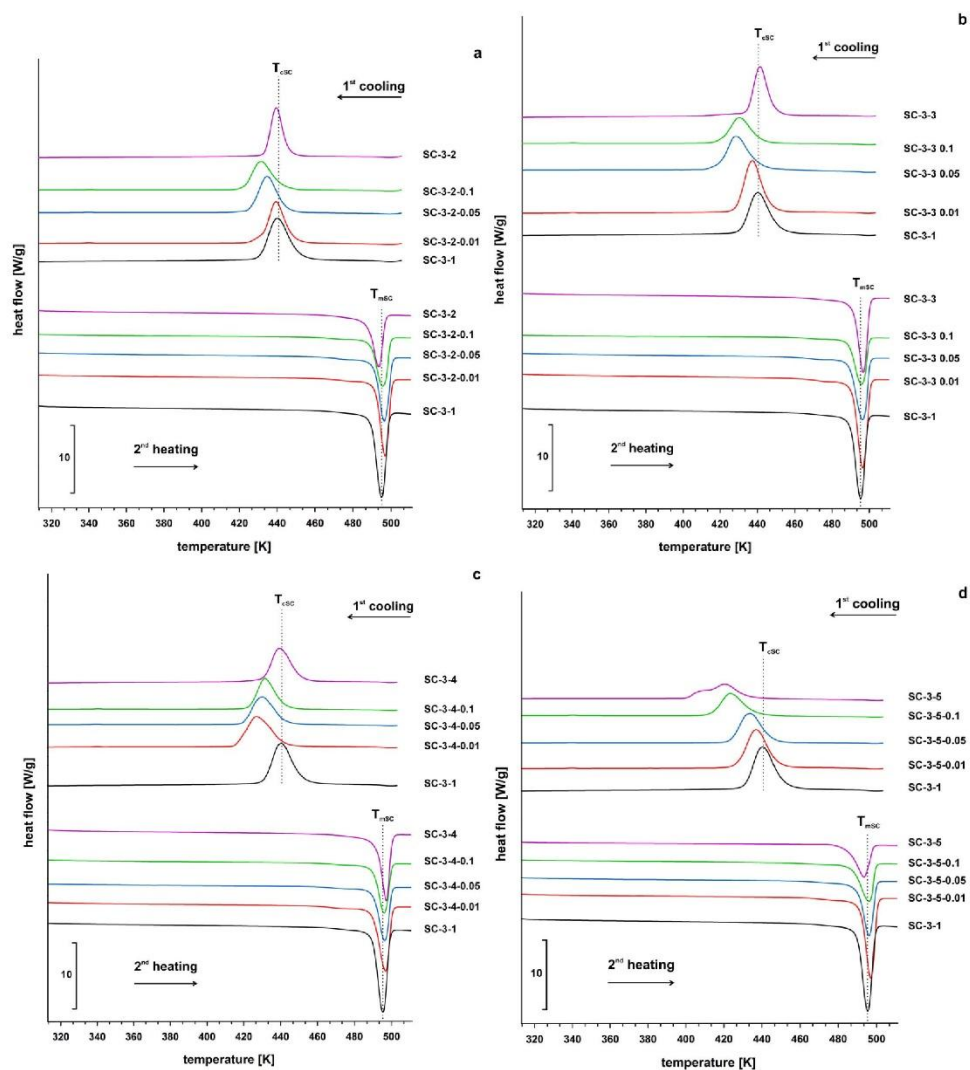 a
T_cSC
1st cooling
SC-3-2
SC-3-2-0.1
SC-3-2-0.05
SC-3-2-0.01
SC-3-1
heat flow [W/g]
T_mSC
SC-3-2
SC-3-2-0.1
SC-3-2-0.05
SC-3-2-0.01
SC-3-1
10
2nd heating
320 340 360 380 400 420 440 460 480 500
temperature [K]
b
T_cSC
1st cooling
SC-3-3
SC-3-3 0.1
SC-3-3 0.05
SC-3-3 0.01
SC-3-1
heat flow [W/g]
T_mSC
SC-3-3
SC-3-3 0.1
SC-3-3 0.05
SC-3-3 0.01
SC-3-1
10
2nd heating
320 340 360 380 400 420 440 460 480 500
temperature [K]
c
T_cSC
1st cooling
SC-3-4
SC-3-4-0.1
SC-3-4-0.05
SC-3-4-0.01
SC-3-1
heat flow [W/g]
T_mSC
SC-3-4
SC-3-4-0.1
SC-3-4-0.05
SC-3-4-0.01
SC-3-1
10
2nd heating
320 340 360 380 400 420 440 460 480 500
temperature [K]
d
1st cooling
T_cSC
SC-3-5
SC-3-5-0.1
SC-3-5-0.05
SC-3-5-0.01
SC-3-1
heat flow [W/g]
T_mSC
SC-3-5
SC-3-5-0.1
SC-3-5-0.05
SC-3-5-0.01
SC-3-1
10
2nd heating
320 340 360 380 400 420 440 460 480 500
temperature [K]